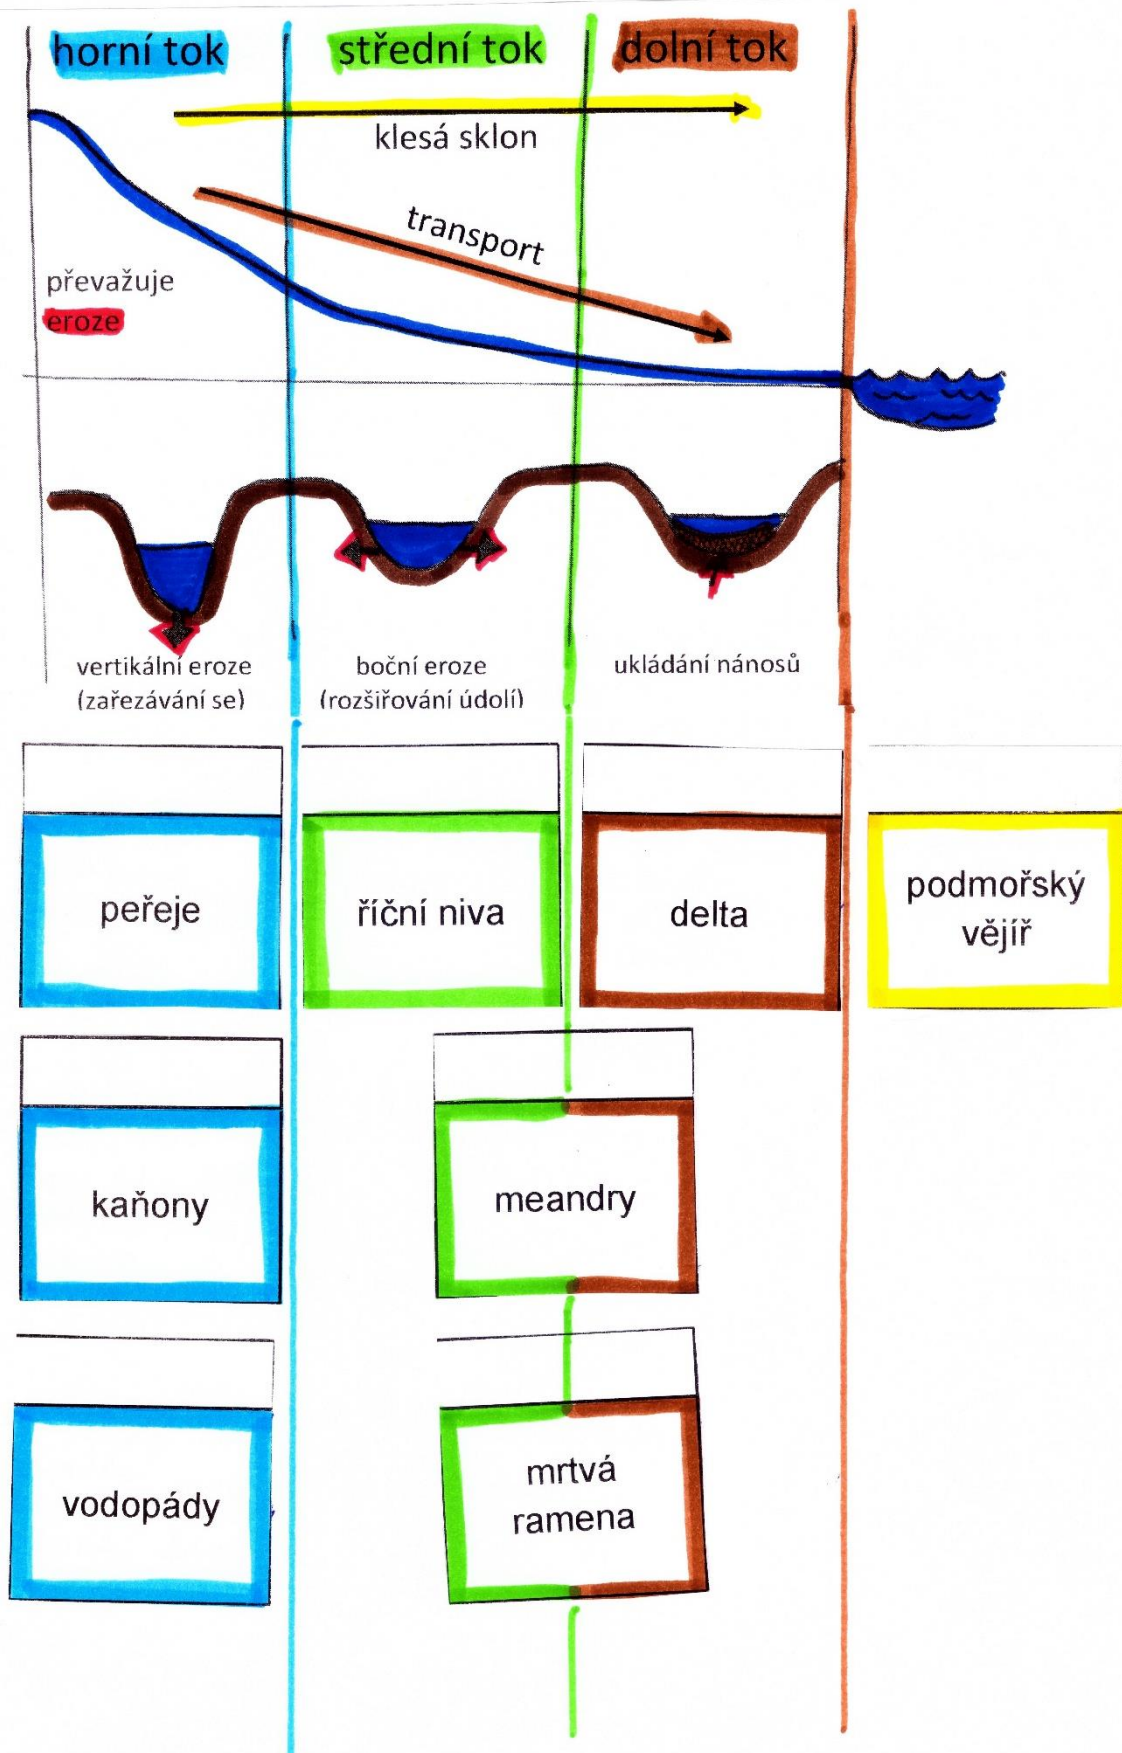 horní tok
střední tok
dolní tok
klesá sklon
transport
převažuje
eroze
vertikální eroze
(zařezávání se)
boční eroze
(rozšiřování údolí)
ukládání nánosů
peřeje
říční niva
delta
podmořský
vějíř
kaňony
meandry
vodopády
mrtvá
ramena